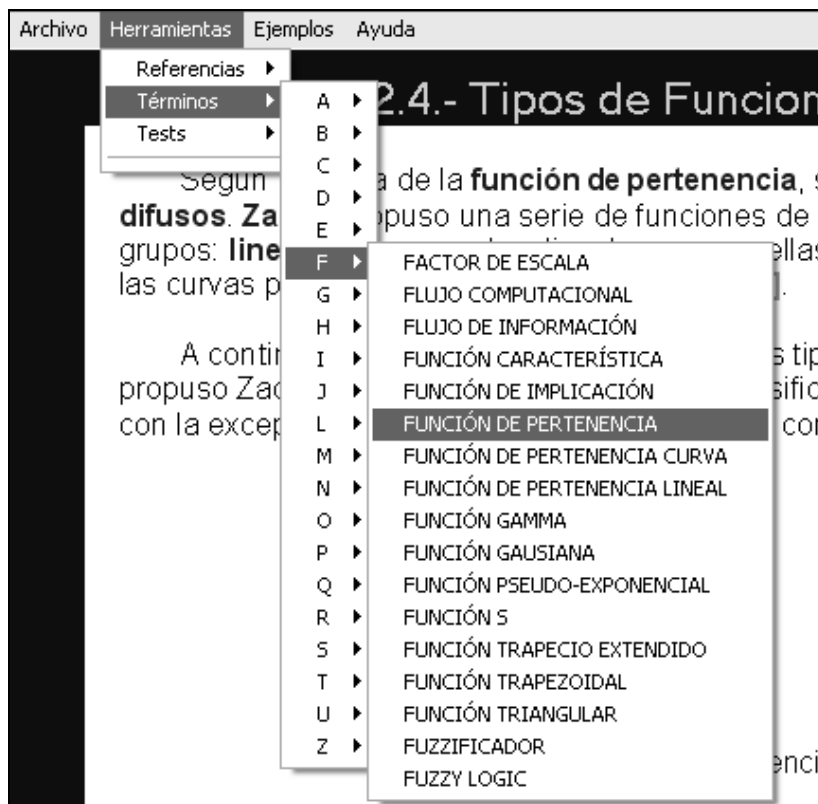 Archivo Herramientas Ejemplos Ayuda
Referencias
Términos
Tests
A
B
C
D
E
F
G
H
I
J
L
M
N
O
P
Q
R
S
T
U
Z
FACTOR DE ESCALA
FLUJO COMPUTACIONAL
FLUJO DE INFORMACIÓN
FUNCIÓN CARACTERÍSTICA
FUNCIÓN DE IMPLICACIÓN
FUNCIÓN DE PERTENENCIA
FUNCIÓN DE PERTENENCIA CURVA
FUNCIÓN DE PERTENENCIA LINEAL
FUNCIÓN GAMMA
FUNCIÓN GAUSIANA
FUNCIÓN PSEUDO-EXPONENCIAL
FUNCIÓN S
FUNCIÓN TRAPECIO EXTENDIDO
FUNCIÓN TRAPEZOIDAL
FUNCIÓN TRIANGULAR
FUZZIFICADOR
FUZZY LOGIC
2.4.- Tipos de Funcion
Según a de la función de pertenencia, s
difusos. Za puso una serie de funciones de
grupos: line ellas
las curvas p ].
A contin s tip
propuso Zad sific
con la excep con
enci